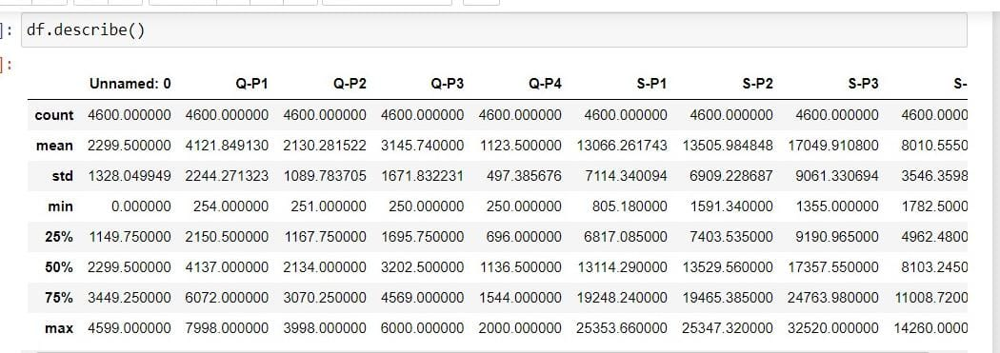 ]: df.describe()
]:
Unnamed: 0 Q-P1 Q-P2 Q-P3 Q-P4 S-P1 S-P2 S-P3 S-
count 4600.000000 4600.000000 4600.000000 4600.000000 4600.000000 4600.000000 4600.000000 4600.000000 4600.0000
mean 2299.500000 4121.849130 2130.281522 3145.740000 1123.500000 13066.261743 13505.984848 17049.910800 8010.5550
std 1328.049949 2244.271323 1089.783705 1671.832231 497.385676 7114.340094 6909.228687 9061.330694 3546.3598
min 0.000000 254.000000 251.000000 250.000000 250.000000 805.180000 1591.340000 1355.000000 1782.5000
25% 1149.750000 2150.500000 1167.750000 1695.750000 696.000000 6817.085000 7403.535000 9190.965000 4962.4800
50% 2299.500000 4137.000000 2134.000000 3202.500000 1136.500000 13114.290000 13529.560000 17357.550000 8103.2450
75% 3449.250000 6072.000000 3070.250000 4569.000000 1544.000000 19248.240000 19465.385000 24763.980000 11008.7200
max 4599.000000 7998.000000 3998.000000 6000.000000 2000.000000 25353.660000 25347.320000 32520.000000 14260.0000